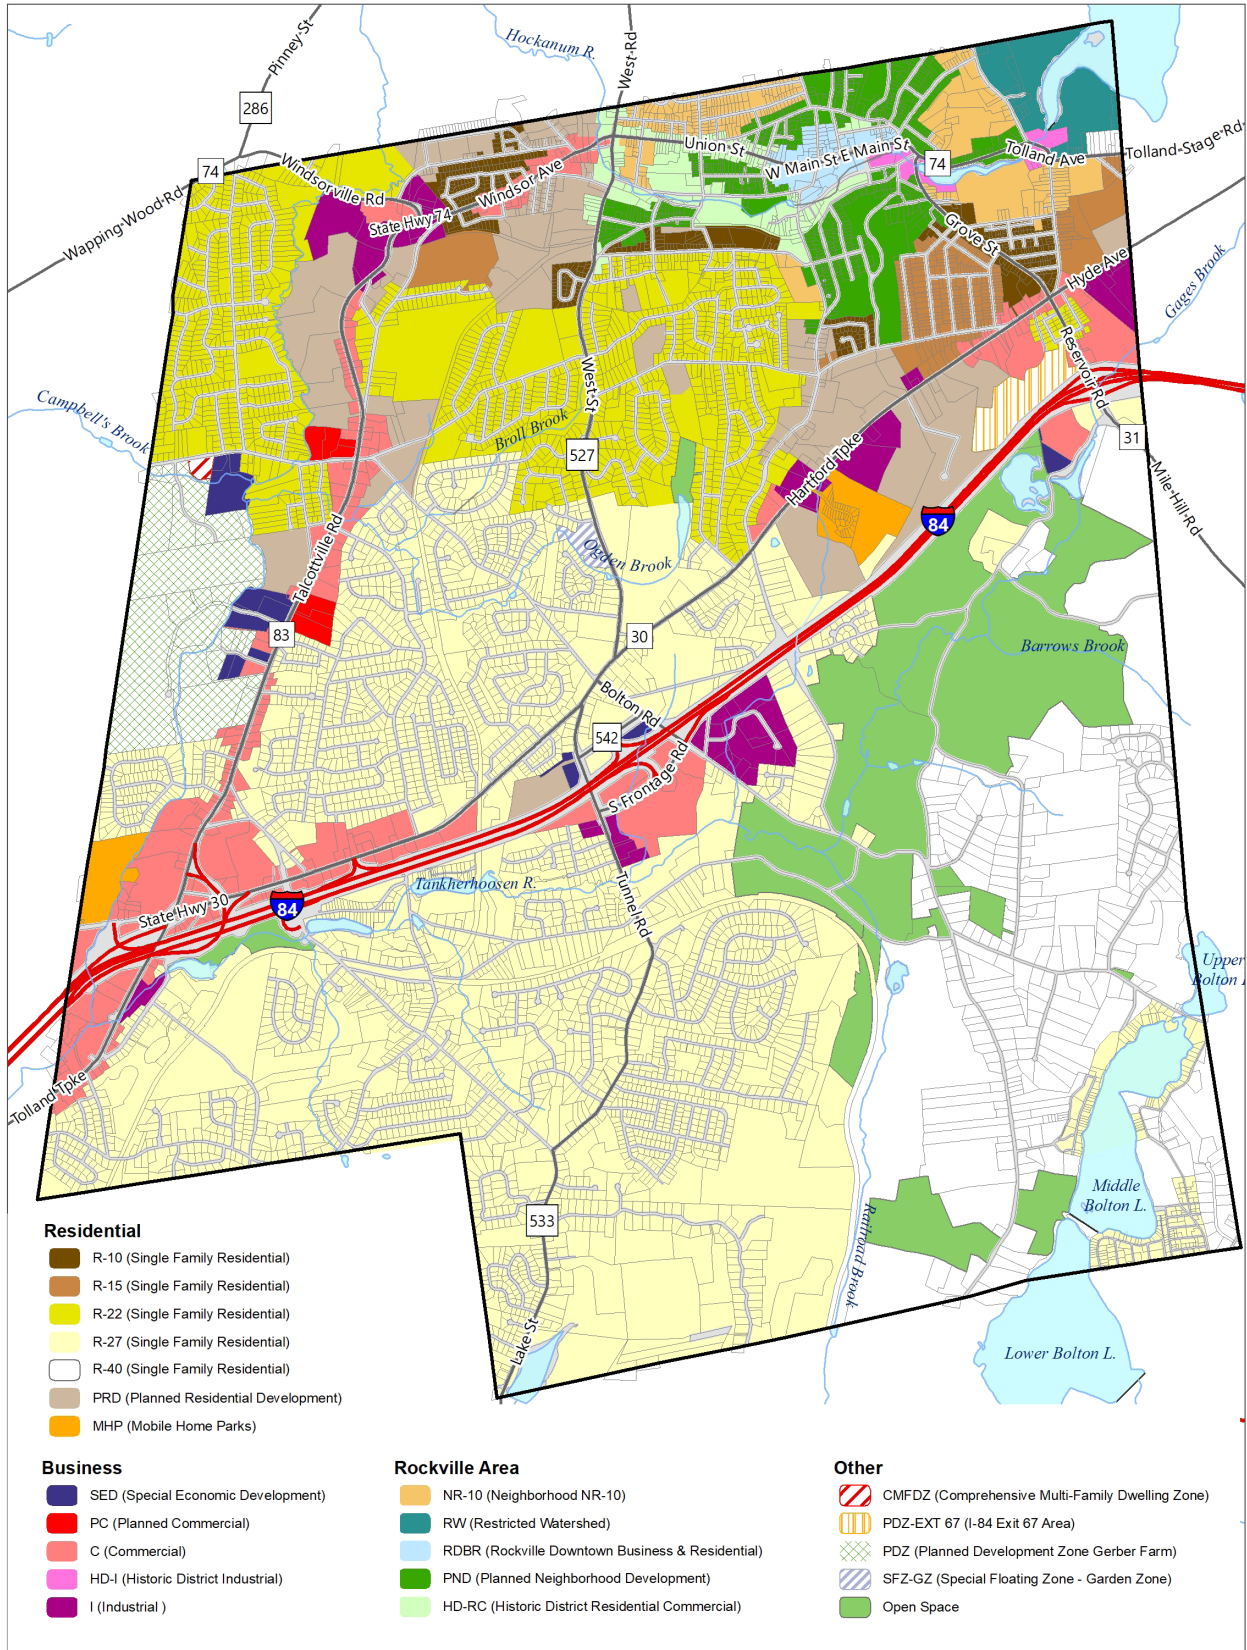 Pinney-St
Hockanum R.
West-Rd
286
74
Windsorville Rd
Wapping-Wood-Rd
State Hwy 74
Windsor Ave
Union St
W Main St E Main St
74
Tolland Ave
Tolland-Stage-Rd
Grove St
Hyde Ave
Gages Brook
Campbell's Brook
West-St
Broll Brook
527
Reservoir Rd
31
Hartford Tpke
Mile-Hill-Rd
84
Talcottville Rd
Ogden Brook
83
30
Barrows Brook
Bolton Rd
542
S Frontage Rd
State Hwy 30
84
Tankherhoosen R.
Tunnel Rd
Upper
Bolton
Tolland Tpke
Middle
Bolton L.
533
Railroad Brook
Lake St
Lower Bolton L.
Residential
R-10 (Single Family Residential)
R-15 (Single Family Residential)
R-22 (Single Family Residential)
R-27 (Single Family Residential)
R-40 (Single Family Residential)
PRD (Planned Residential Development)
MHP (Mobile Home Parks)
Business
SED (Special Economic Development)
PC (Planned Commercial)
C (Commercial)
HD-I (Historic District Industrial)
I (Industrial )
Rockville Area
NR-10 (Neighborhood NR-10)
RW (Restricted Watershed)
RDBR (Rockville Downtown Business & Residential)
PND (Planned Neighborhood Development)
HD-RC (Historic District Residential Commercial)
Other
CMFDZ (Comprehensive Multi-Family Dwelling Zone)
PDZ-EXT 67 (I-84 Exit 67 Area)
PDZ (Planned Development Zone Gerber Farm)
SFZ-GZ (Special Floating Zone - Garden Zone)
Open Space